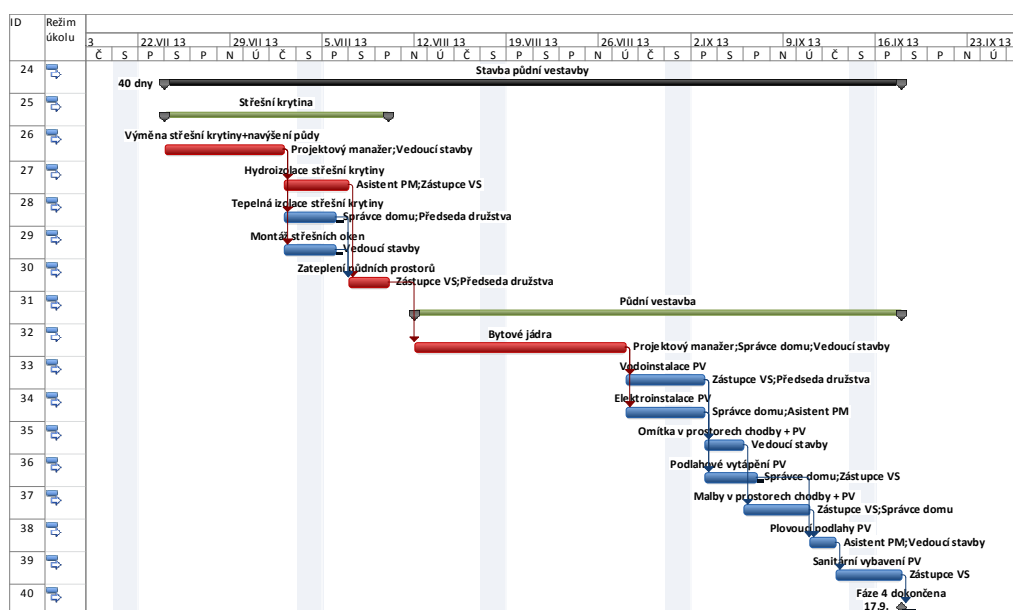 ID Režim úkolu
3 22.VII 13 29.VII 13 5.VIII 13 12.VIII 13 19.VIII 13 26.VIII 13 2.IX 13 9.IX 13 16.IX 13 23.IX 13
Č S P S P N Ú Č S P S P N Ú Č S P S P N Ú Č S P S P N Ú
24 Stavba půdní vestavby
40 dny
25 Střešní krytina
26 Výměna střešní krytiny+navýšení půdy
Projektový manažer;Vedoucí stavby
27 Hydroizolace střešní krytiny
Asistent PM;Zástupce VS
28 Tepelná izolace střešní krytiny
Správce domu;Předseda družstva
29 Montáž střešních oken
Vedoucí stavby
30 Zateplení půdních prostorů
Zástupce VS;Předseda družstva
31 Půdní vestavba
32 Bytové jádra
Projektový manažer;Správce domu;Vedoucí stavby
33 Vodoinstalace PV
Zástupce VS;Předseda družstva
34 Elektroinstalace PV
Správce domu;Asistent PM
35 Omítka v prostorech chodby + PV
Vedoucí stavby
36 Podlahové vytápění PV
Správce domu;Zástupce VS
37 Malby v prostorech chodby + PV
Zástupce VS;Správce domu
38 Plovoucí podlahy PV
Asistent PM;Vedoucí stavby
39 Sanitární vybavení PV
Zástupce VS
40 Fáze 4 dokončena
17.9.